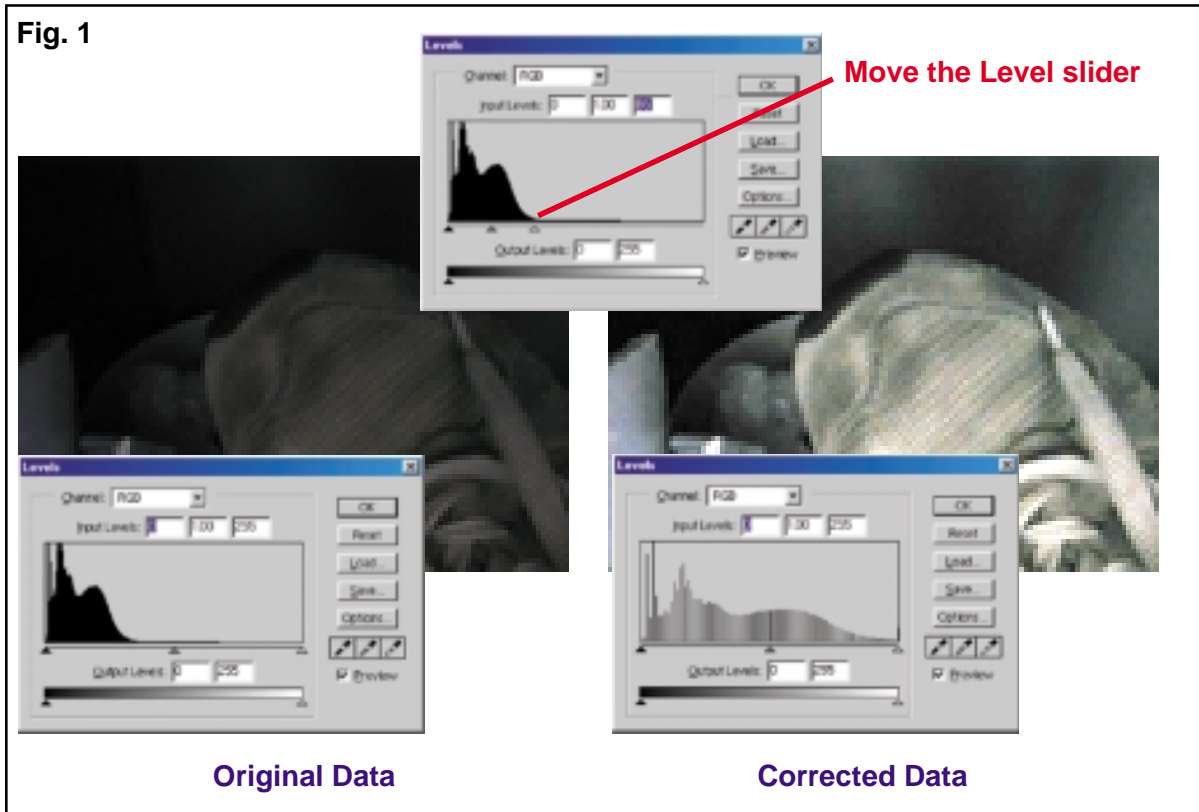 Fig. 1
Levels
Channel: RGB
OK
Move the Level slider
Input Levels: 0 1.00
Reset
Load...
Save...
Options...
Output Levels: 0 255
Preview
Levels
Channel: RGB
OK
Input Levels: 0 1.00 255
Reset
Load...
Save...
Options...
Output Levels: 0 255
Preview
Levels
Channel: RGB
OK
Input Levels: 0 1.00 255
Reset
Load...
Save...
Options...
Output Levels: 0 255
Preview
Original Data
Corrected Data